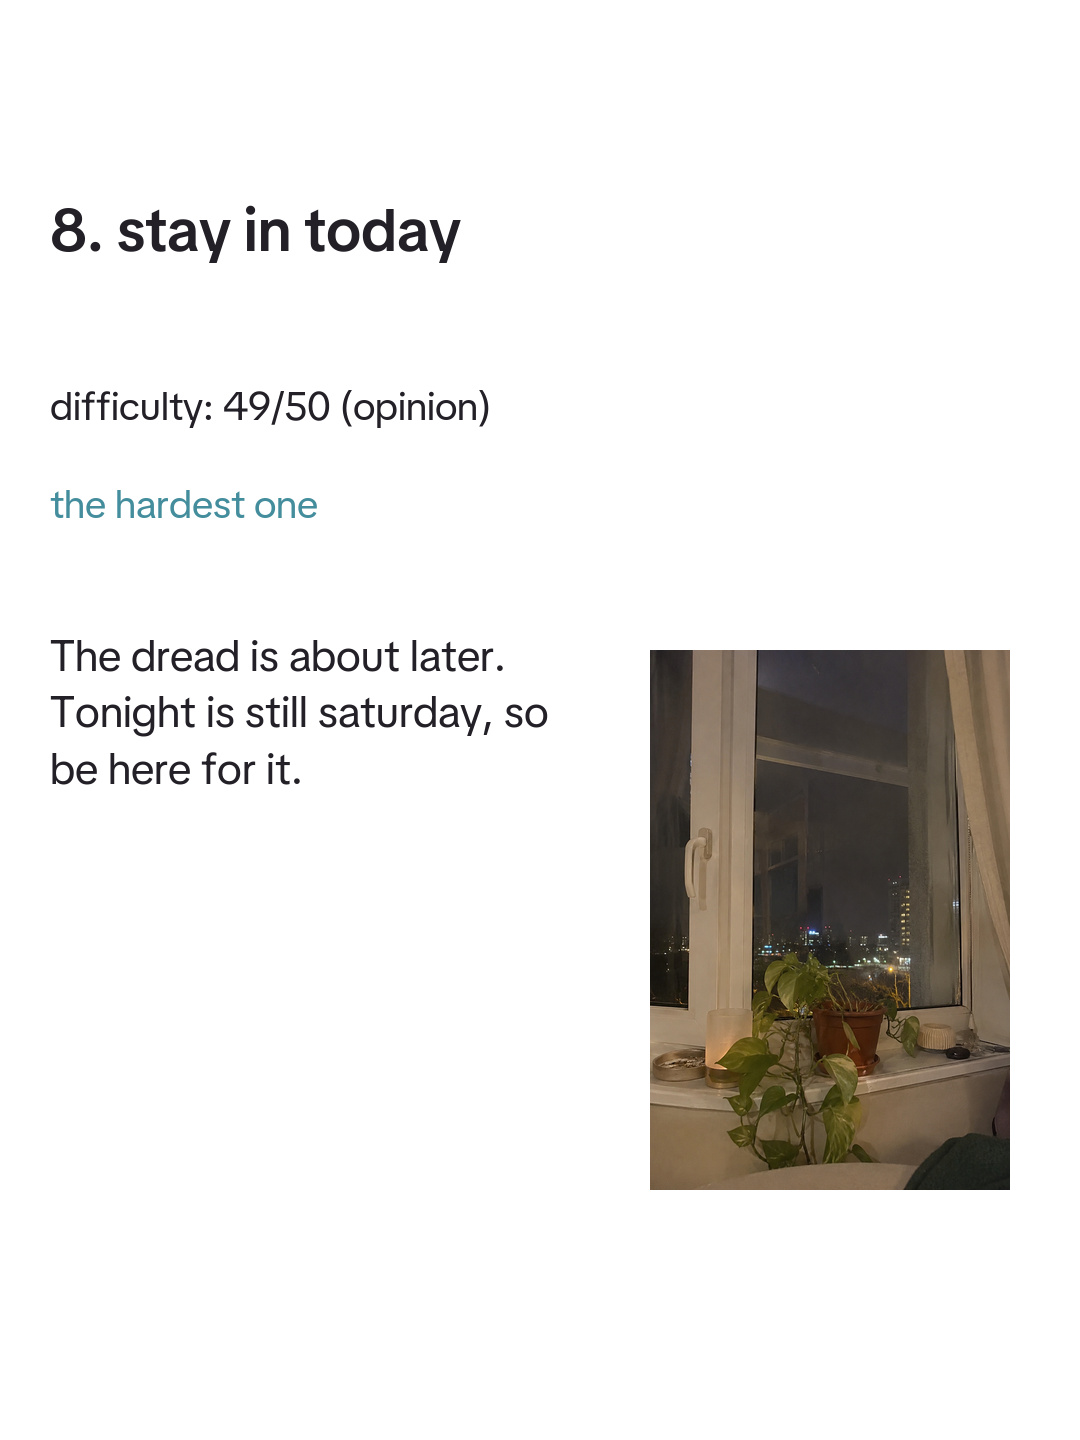 8. stay in today
difficulty: 49/50 (opinion)
the hardest one
The dread is about later.
Tonight is still saturday, so
be here for it.